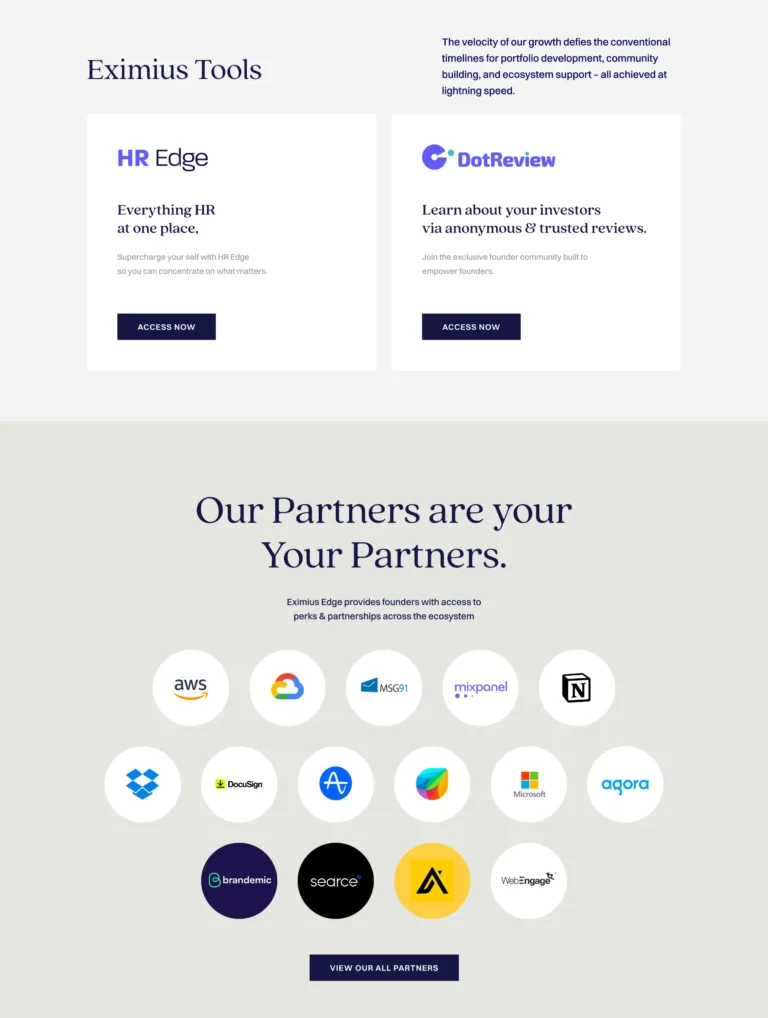 Eximius Tools
The velocity of our growth defies the conventional
timelines for portfolio development, community
building, and ecosystem support – all achieved at
lightning speed.
HR Edge
Everything HR
at one place,
Supercharge your self with HR Edge
so you can concentrate on what matters.
ACCESS NOW
DotReview
Learn about your investors
via anonymous & trusted reviews.
Join the exclusive founder community built to
empower founders.
ACCESS NOW
Our Partners are your
Your Partners.
Eximius Edge provides founders with access to
perks & partnerships across the ecosystem
aws
MSG91
mixpanel
N
DocuSign
Microsoft
agora
brandemic
searce
WebEngage
VIEW OUR ALL PARTNERS